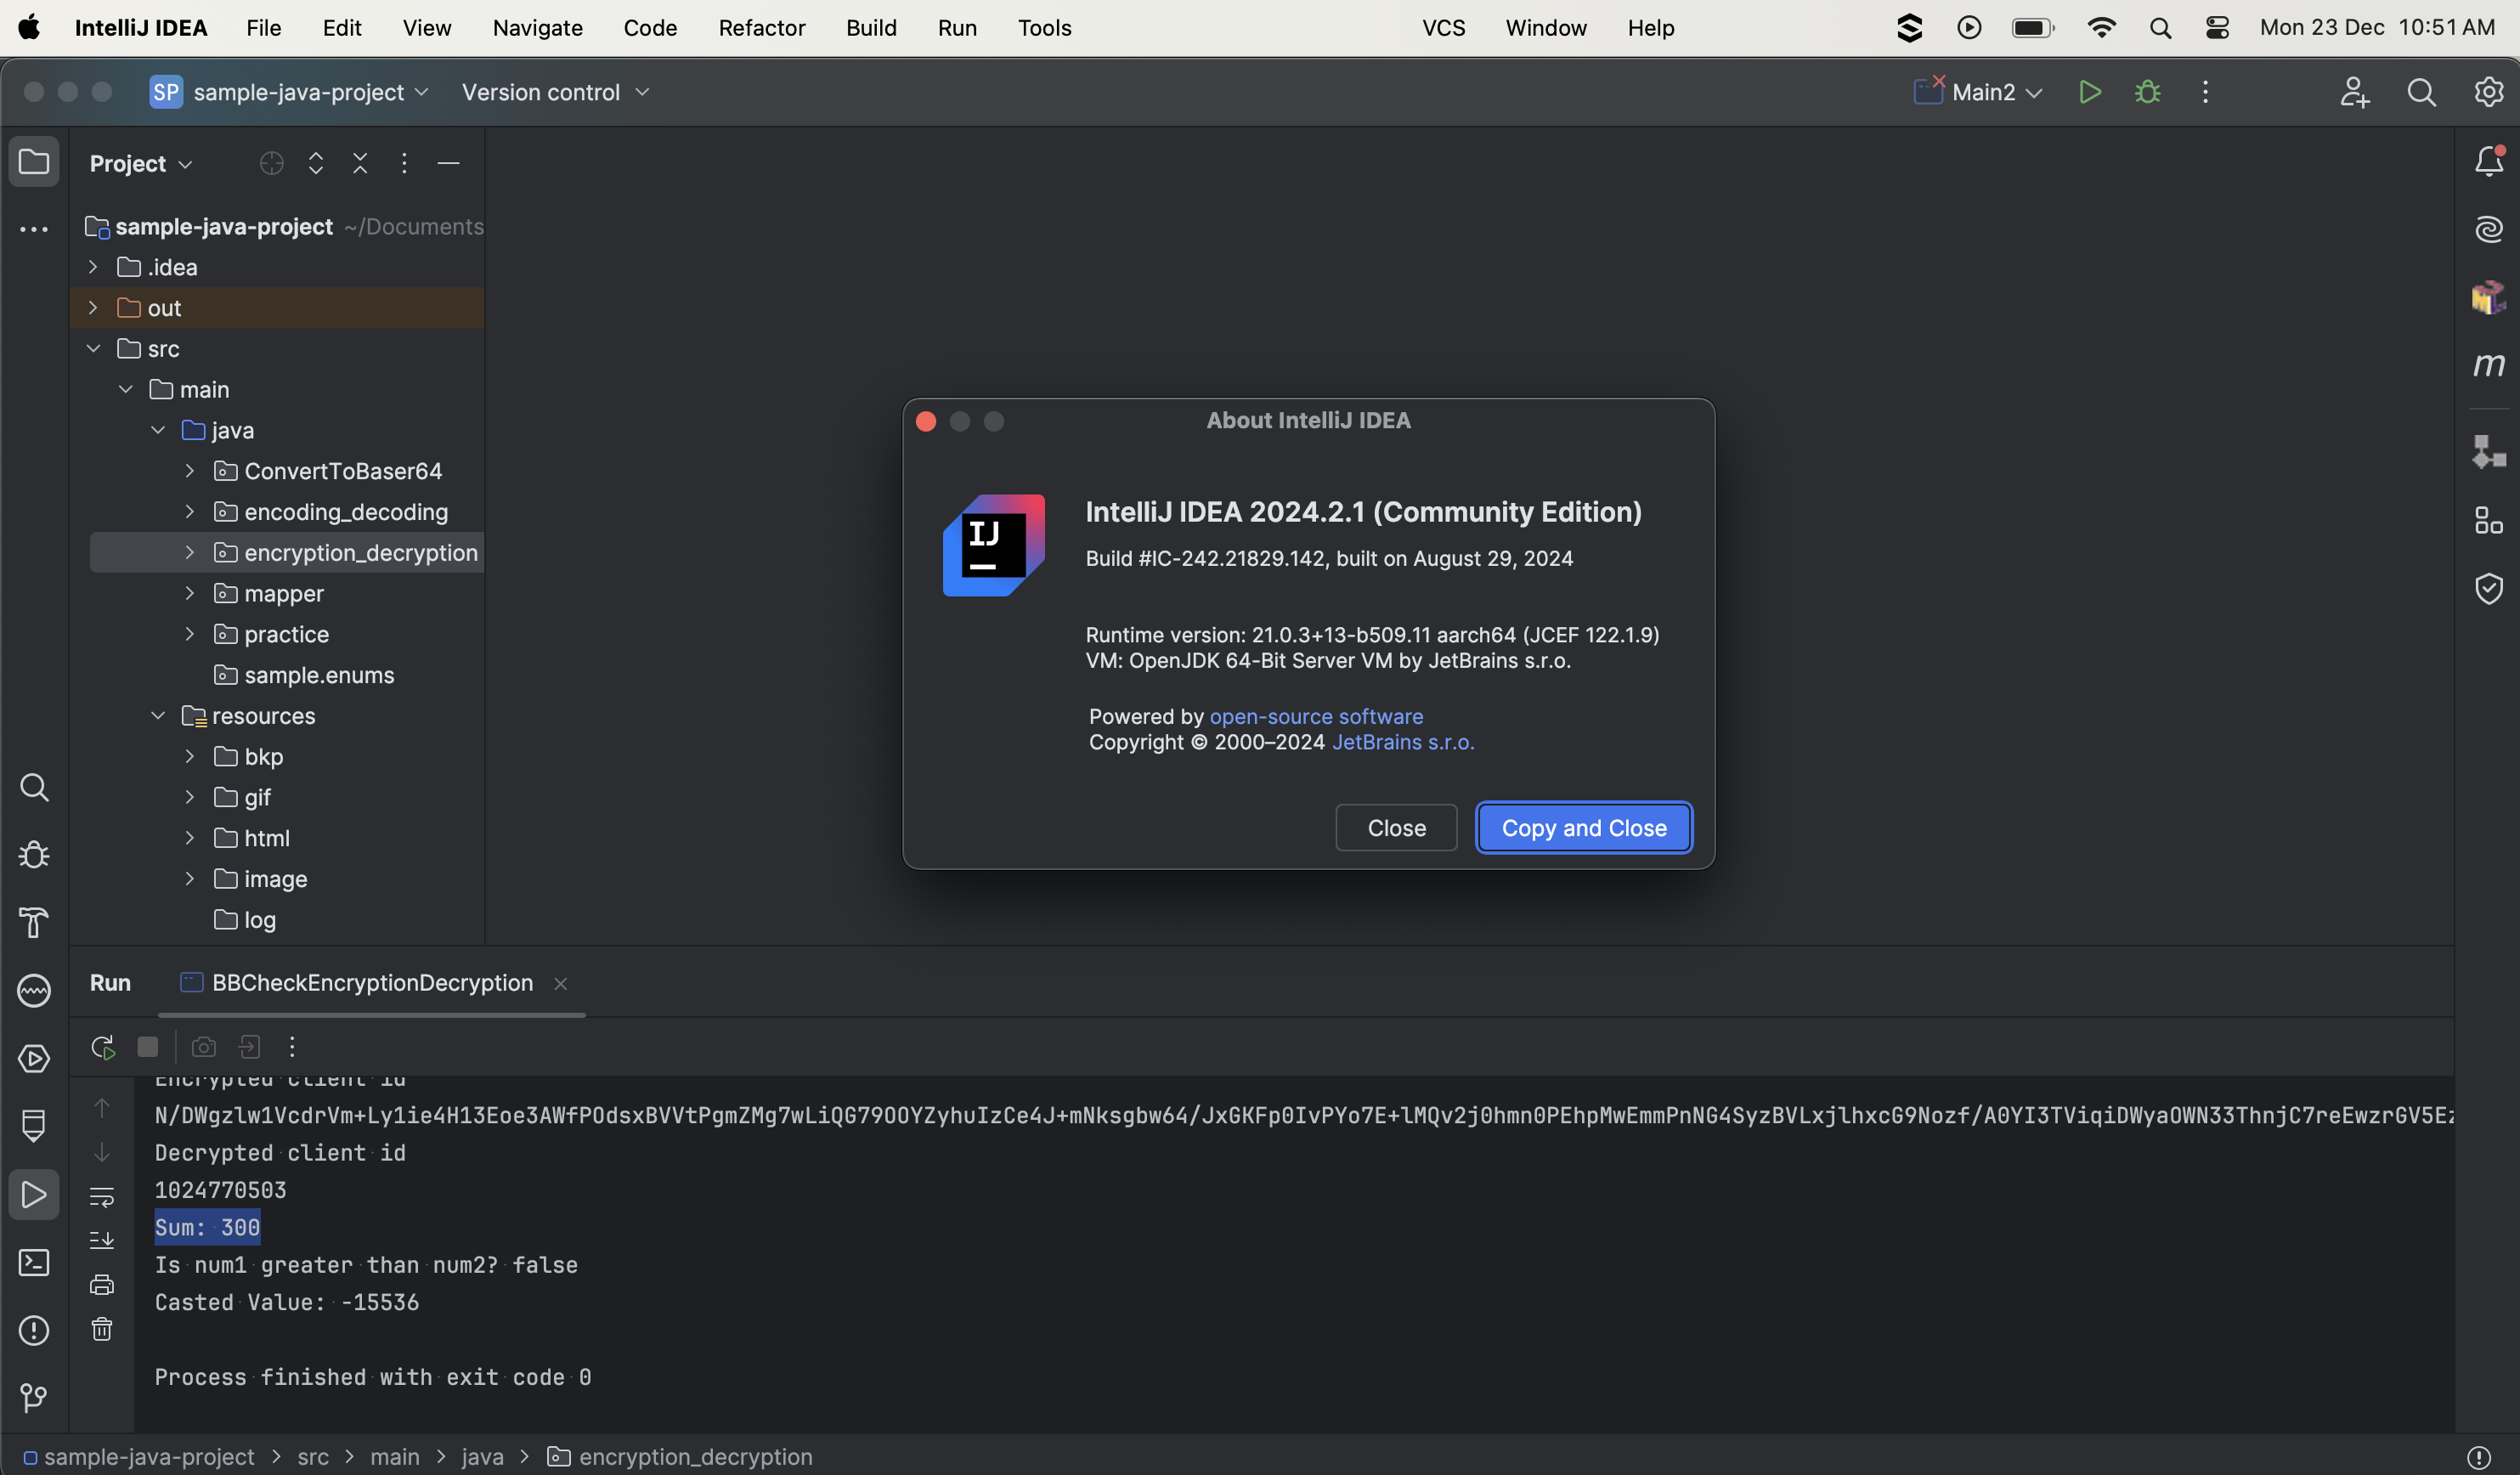 IntelliJ IDEA File Edit View Navigate Code Refactor Build Run Tools VCS Window Help Mon 23 Dec 10:51 AM
SP sample-java-project Version control Main2
Project
sample-java-project ~/Documents
.idea
out
src
main
java
ConvertToBaser64
encoding_decoding
encryption_decryption
mapper
practice
sample.enums
resources
bkp
gif
html
image
log
m
About IntelliJ IDEA
IJ
IntelliJ IDEA 2024.2.1 (Community Edition)
Build #IC-242.21829.142, built on August 29, 2024
Runtime version: 21.0.3+13-b509.11 aarch64 (JCEF 122.1.9)
VM: OpenJDK 64-Bit Server VM by JetBrains s.r.o.
Powered by open-source software
Copyright © 2000–2024 JetBrains s.r.o.
Close Copy and Close
Run BBCheckEncryptionDecryption
Encrypted client id
N/DWgzlw1VcdrVm+Ly1ie4H13Eoe3AWfPOdsxBVVtPgmZMg7wLiQG79OOYZyhuIzCe4J+mNksgbw64/JxGKFp0IvPYo7E+lMQv2j0hmn0PEhpMwEmmPnNG4SyzBVLxjlhxcG9Nozf/A0YI3TViqiDWyaOWN33ThnjC7reEwzrGV5Ez
Decrypted client id
1024770503
Sum: 300
Is num1 greater than num2? false
Casted Value: -15536
Process finished with exit code 0
sample-java-project > src > main > java > encryption_decryption